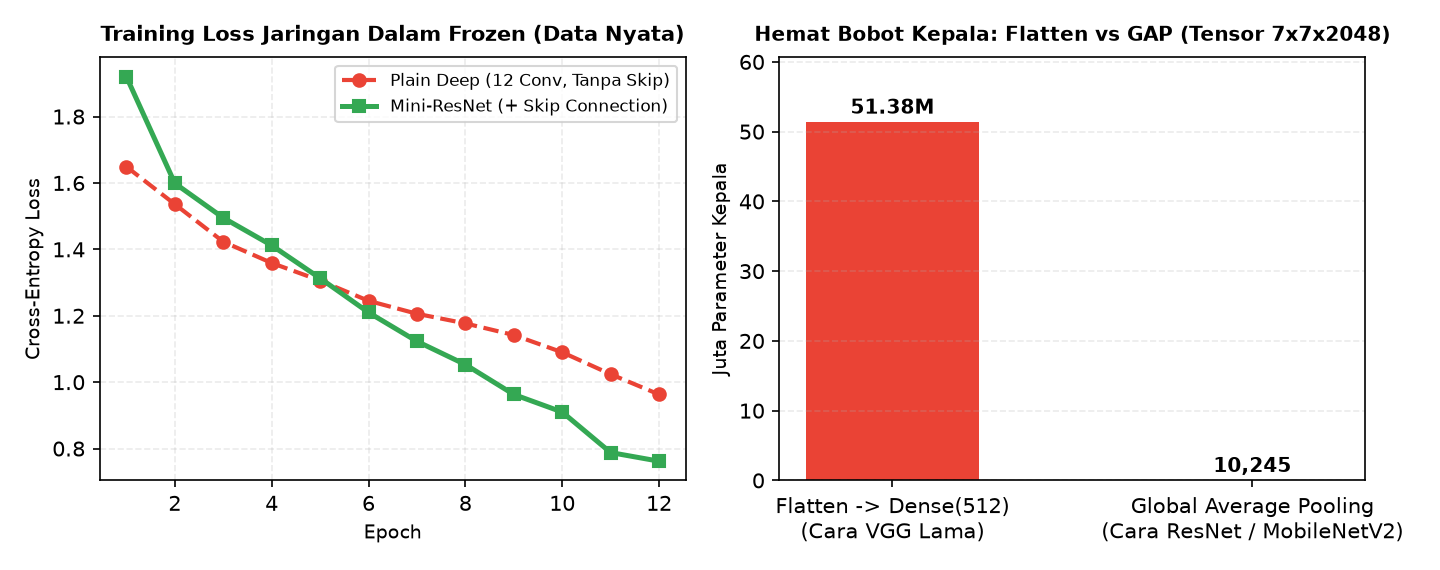 Training Loss Jaringan Dalam Frozen (Data Nyata)
Cross-Entropy Loss
1.8
1.6
1.4
1.2
1.0
0.8
Plain Deep (12 Conv, Tanpa Skip)
Mini-ResNet (+ Skip Connection)
2 4 6 8 10 12
Epoch
Hemat Bobot Kepala: Flatten vs GAP (Tensor 7x7x2048)
Juta Parameter Kepala
60
50
40
30
20
10
0
51.38M
10,245
Flatten -> Dense(512)
(Cara VGG Lama)
Global Average Pooling
(Cara ResNet / MobileNetV2)